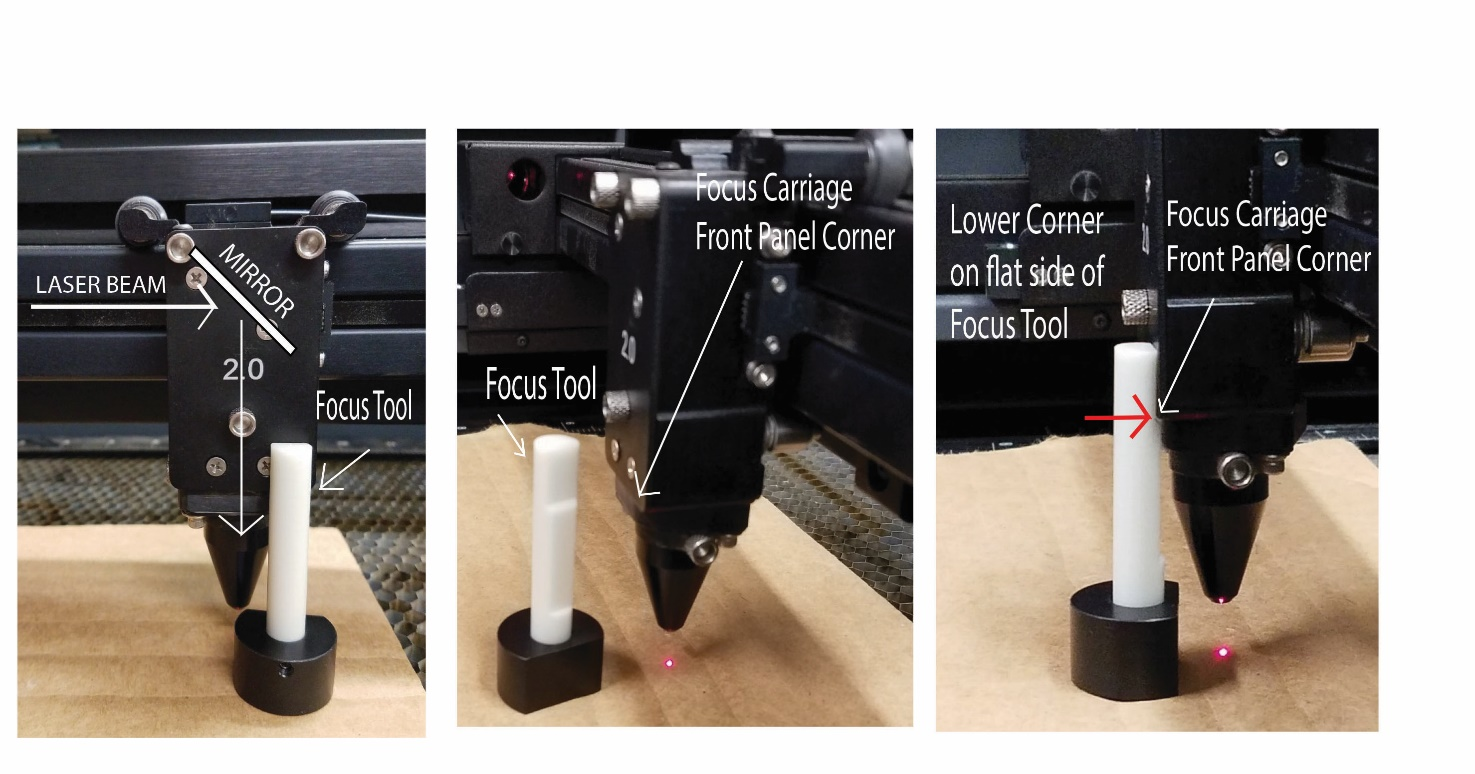 LASER BEAM
MIRROR
2.0
Focus Tool
Focus Carriage
Front Panel Corner
2.0
Focus Tool
Lower Corner
on flat side of
Focus Tool
Focus Carriage
Front Panel Corner